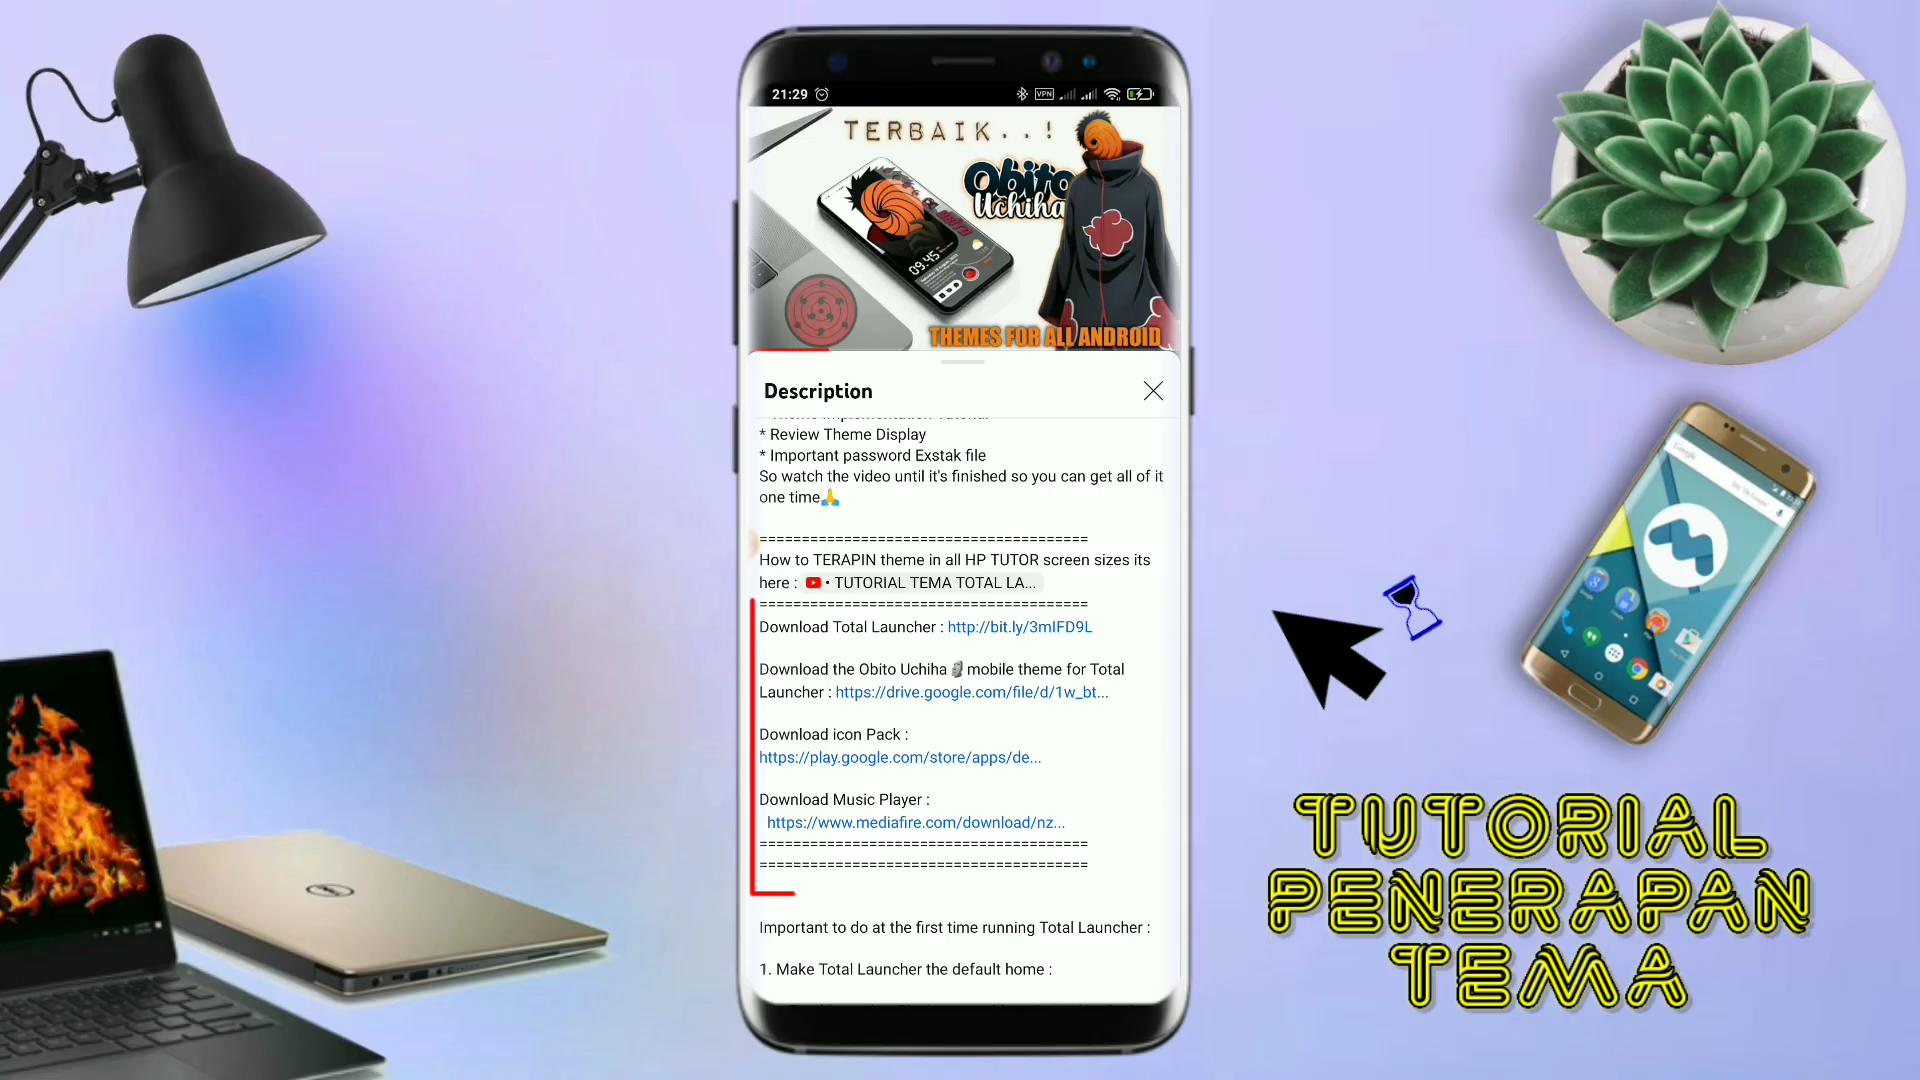 21:29
VPN
TERBAIK..!
Obito
Uchiha
09.45
THEMES FOR ALL ANDROID
Description
* Review Theme Display
* Important password Exstak file
So watch the video until it's finished so you can get all of it
one time🙏
=======================================
How to TERAPIN theme in all HP TUTOR screen sizes its
here : • TUTORIAL TEMA TOTAL LA...
=======================================
Download Total Launcher : http://bit.ly/3mIFD9L
Download the Obito Uchiha 🗿mobile theme for Total
Launcher : https://drive.google.com/file/d/1w_bt...
Download icon Pack :
https://play.google.com/store/apps/de...
Download Music Player :
https://www.mediafire.com/download/nz...
=======================================
=======================================
Important to do at the first time running Total Launcher :
1. Make Total Launcher the default home :
TUTORIAL
PENERAPAN
TEMA
Google
DELL